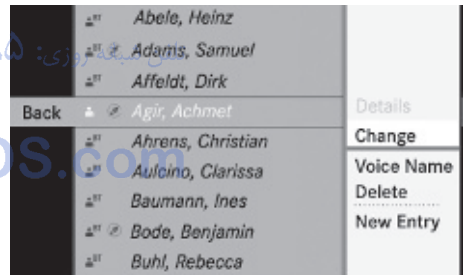 Abele, Heinz
Adams, Samuel
Affeldt, Dirk
Back
Agir, Achmet
Ahrens, Christian
Aulcino, Clarissa
Baumann, Ines
Bode, Benjamin
Buhl, Rebecca
Details
Change
Voice Name
Delete
New Entry